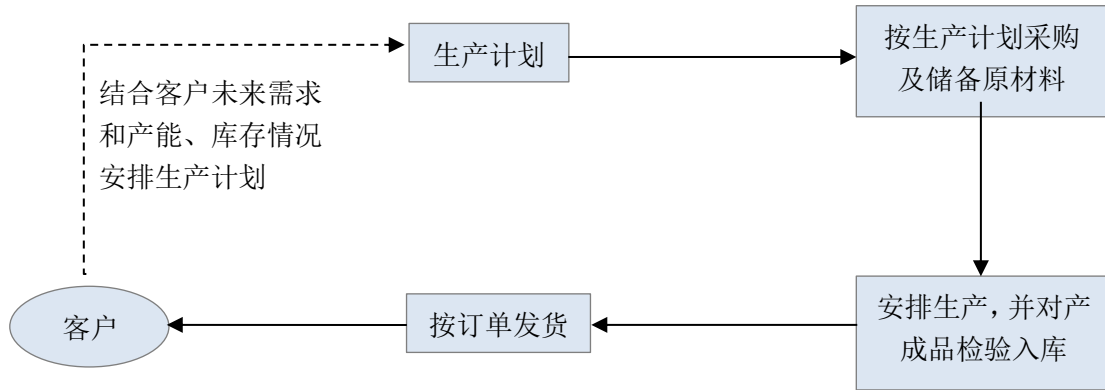 生产计划
按生产计划采购
及储备原材料
结合客户未来需求
和产能、库存情况
安排生产计划
客户
按订单发货
安排生产，并对产
成品检验入库